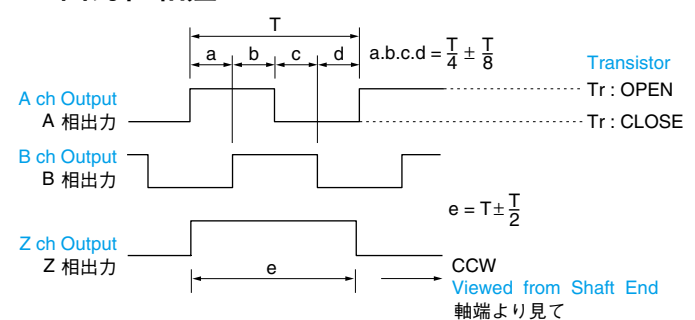 T
a b c d a.b.c.d = T/4 ± T/8
Transistor
A ch Output
A 相出力
Tr : OPEN
Tr : CLOSE
B ch Output
B 相出力
e = T ± T/2
Z ch Output
Z 相出力
e
CCW
Viewed from Shaft End
軸端より見て